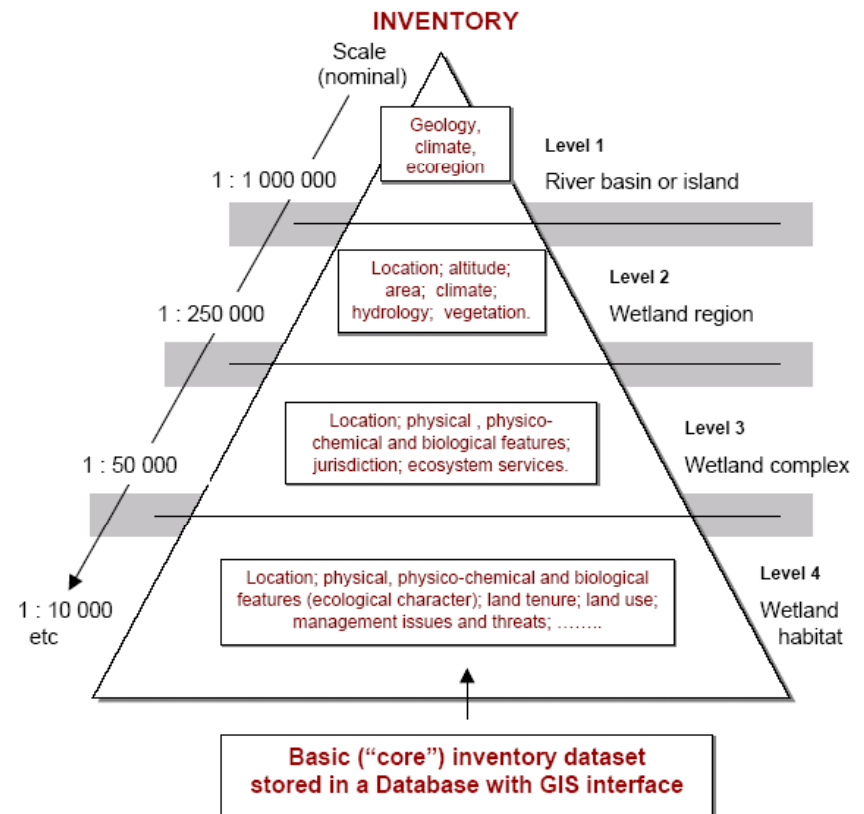 INVENTORY
Scale
(nominal)
Geology,
climate,
ecoregion
Level 1
1 : 1 000 000
River basin or island
Location; altitude;
area; climate;
hydrology; vegetation.
Level 2
1 : 250 000
Wetland region
Location; physical , physico-
chemical and biological features;
jurisdiction; ecosystem services.
Level 3
1 : 50 000
Wetland complex
Location; physical, physico-chemical and biological
features (ecological character); land tenure; land use;
management issues and threats; ........
Level 4
1 : 10 000
etc
Wetland
habitat
Basic (“core”) inventory dataset
stored in a Database with GIS interface